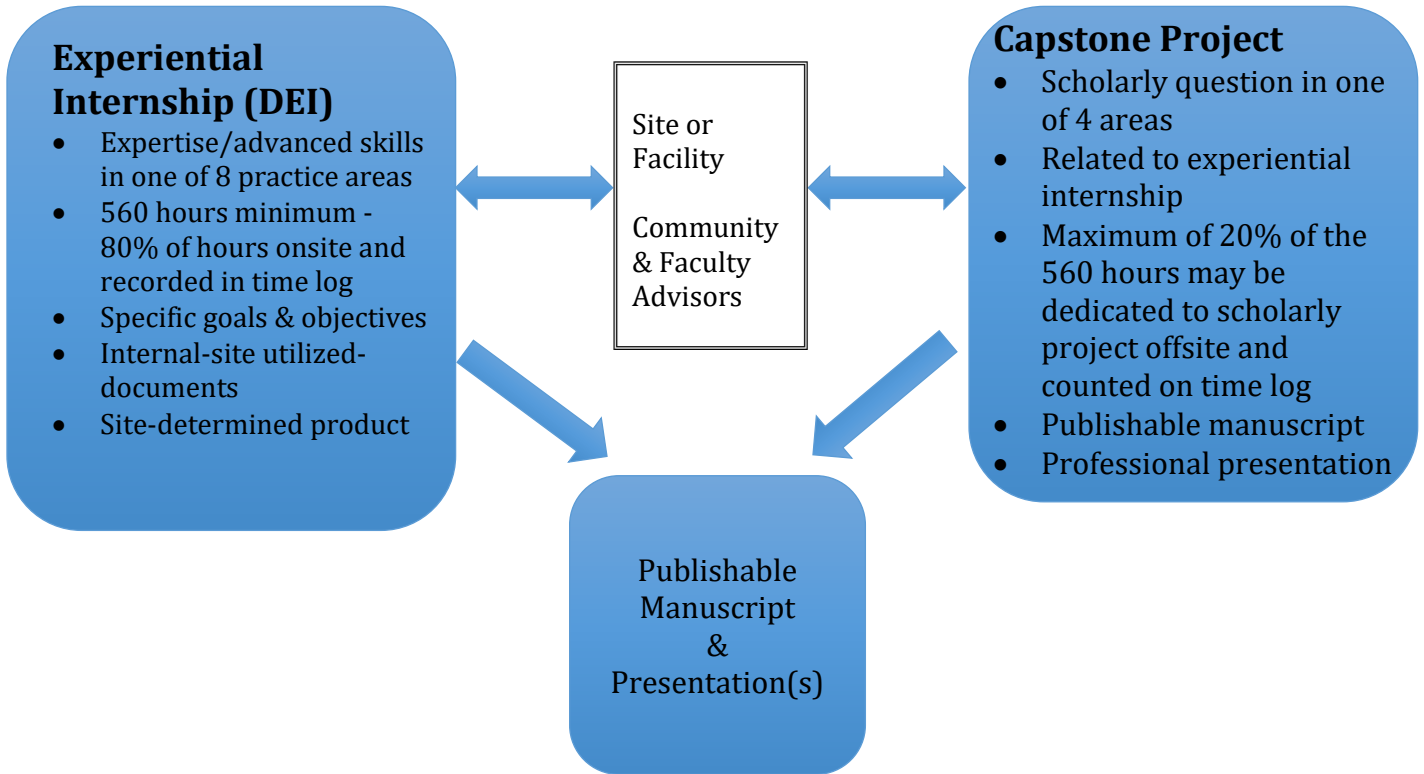 Experiential
Internship (DEI)
• Expertise/advanced skills
in one of 8 practice areas
• 560 hours minimum -
80% of hours onsite and
recorded in time log
• Specific goals & objectives
• Internal-site utilized-
documents
• Site-determined product
Site or
Facility
Community
& Faculty
Advisors
Capstone Project
• Scholarly question in one
of 4 areas
• Related to experiential
internship
• Maximum of 20% of the
560 hours may be
dedicated to scholarly
project offsite and
counted on time log
• Publishable manuscript
• Professional presentation
Publishable
Manuscript
&
Presentation(s)